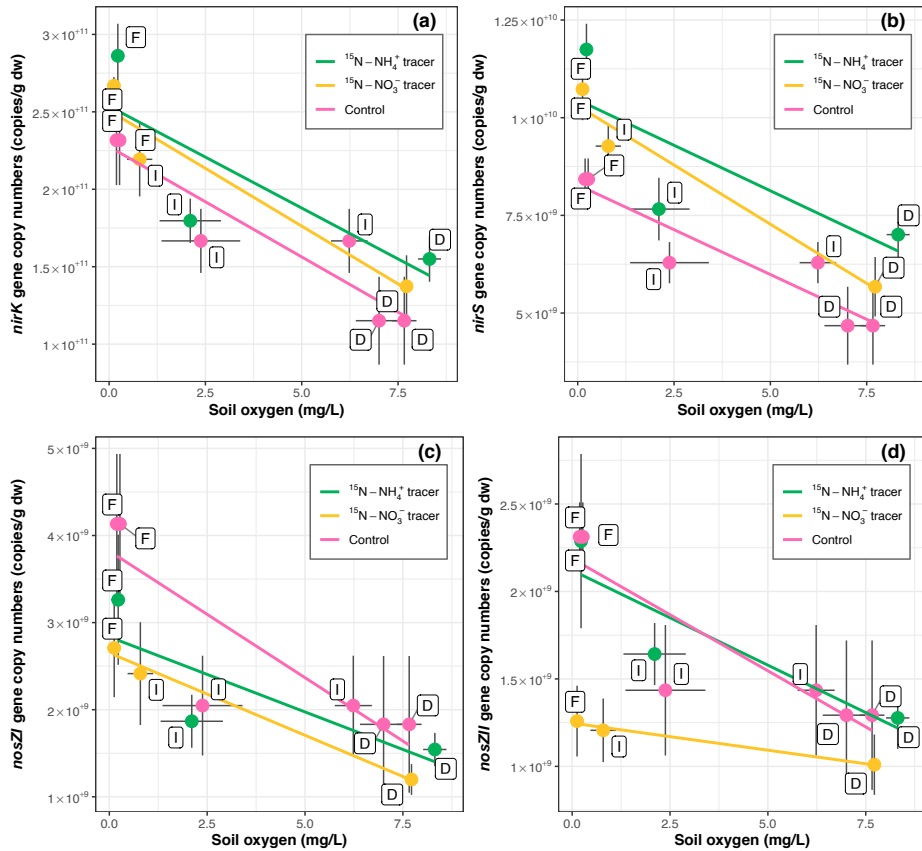 (a)
3×10⁺¹¹
2.5×10⁺¹¹
2×10⁺¹¹
1.5×10⁺¹¹
1×10⁺¹¹
nirK gene copy numbers (copies/g dw)
¹⁵N−NH₄⁺ tracer
¹⁵N−NO₃⁻ tracer
Control
F
F
F
F
I
I
I
I
D
D
D
D
0.0 2.5 5.0 7.5
Soil oxygen (mg/L)
(b)
1.25×10⁺¹⁰
1×10⁺¹⁰
7.5×10⁺⁹
5×10⁺⁹
nirS gene copy numbers (copies/g dw)
¹⁵N−NH₄⁺ tracer
¹⁵N−NO₃⁻ tracer
Control
F
F
F
F
I
I
I
I
D
D
D
D
0.0 2.5 5.0 7.5
Soil oxygen (mg/L)
(c)
5×10⁺⁹
4×10⁺⁹
3×10⁺⁹
2×10⁺⁹
1×10⁺⁹
nosZI gene copy numbers (copies/g dw)
¹⁵N−NH₄⁺ tracer
¹⁵N−NO₃⁻ tracer
Control
F
F
F
F
I
I
I
I
D
D
D
D
0.0 2.5 5.0 7.5
Soil oxygen (mg/L)
(d)
2.5×10⁺⁹
2×10⁺⁹
1.5×10⁺⁹
1×10⁺⁹
nosZII gene copy numbers (copies/g dw)
¹⁵N−NH₄⁺ tracer
¹⁵N−NO₃⁻ tracer
Control
F
F
F
F
I
I
I
I
D
D
D
D
0.0 2.5 5.0 7.5
Soil oxygen (mg/L)